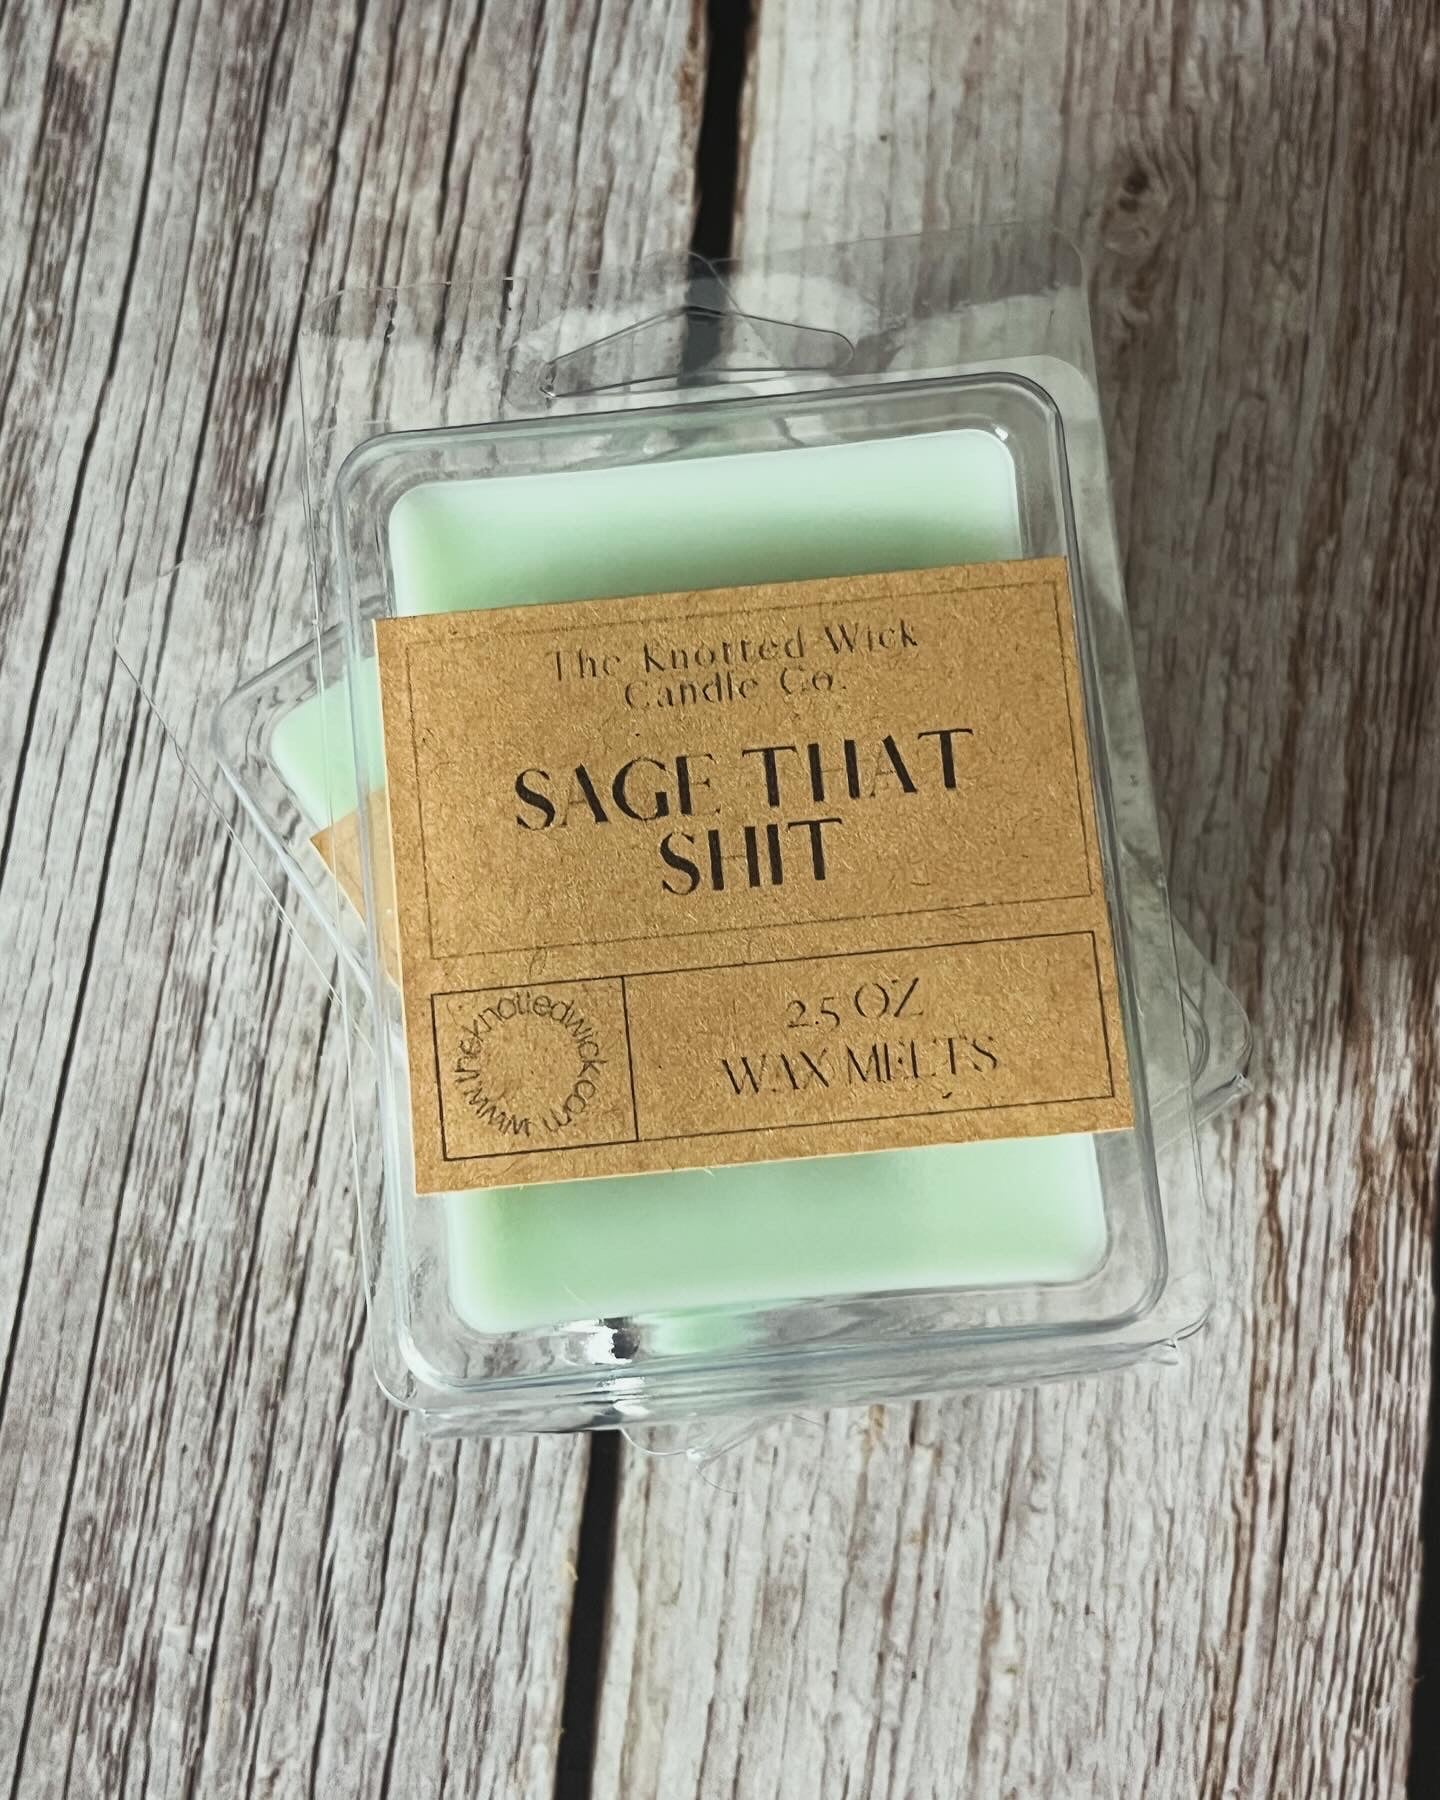 The Knotted Wick
Candle Co.
SAGE THAT
SHIT
www.theknottedwick.com
2.5 OZ
WAX MELTS